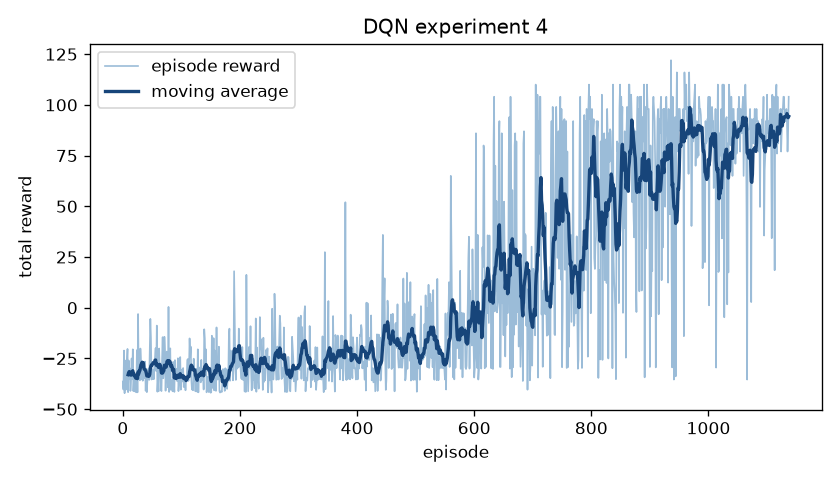 DQN experiment 4
episode reward
moving average
total reward
125
100
75
50
25
0
−25
−50
0 200 400 600 800 1000
episode